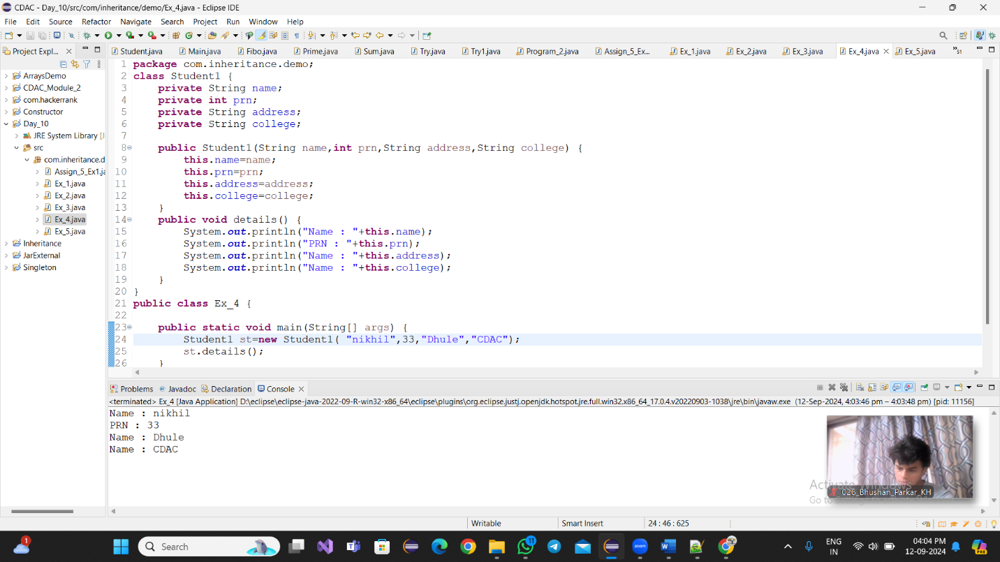 CDAC - Day_10/src/com/inheritance/demo/Ex_4.java - Eclipse IDE
File Edit Source Refactor Navigate Search Project Run Window Help
Project Expl...
ArraysDemo
CDAC_Module_2
com.hackerrank
Constructor
Day_10
JRE System Library [J
src
com.inheritance.d
Assign_5_Ex1.ja
Ex_1.java
Ex_2.java
Ex_3.java
Ex_4.java
Ex_5.java
Inheritance
JarExternal
Singleton
Student.java Main.java Fibo.java Prime.java Sum.java Try.java Try1.java Program_2.java Assign_5_Ex... Ex_1.java Ex_2.java Ex_3.java Ex_4.java Ex_5.java »51
1 package com.inheritance.demo;
2 class Student1 {
3 private String name;
4 private int prn;
5 private String address;
6 private String college;
7
8 public Student1(String name,int prn,String address,String college) {
9 this.name=name;
10 this.prn=prn;
11 this.address=address;
12 this.college=college;
13 }
14 public void details() {
15 System.out.println("Name : "+this.name);
16 System.out.println("PRN : "+this.prn);
17 System.out.println("Name : "+this.address);
18 System.out.println("Name : "+this.college);
19 }
20 }
21 public class Ex_4 {
22
23 public static void main(String[] args) {
24 Student1 st=new Student1( "nikhil",33,"Dhule","CDAC");
25 st.details();
26 }
Problems Javadoc Declaration Console
<terminated> Ex_4 [Java Application] D:\eclipse\eclipse-java-2022-09-R-win32-x86_64\eclipse\plugins\org.eclipse.justj.openjdk.hotspot.jre.full.win32.x86_64_17.0.4.v20220903-1038\jre\bin\javaw.exe (12-Sep-2024, 4:03:46 pm – 4:03:48 pm) [pid: 11156]
Name : nikhil
PRN : 33
Name : Dhule
Name : CDAC
Activate Windows
Go to
026_Bhushan_Parkar_KH
Writable Smart Insert 24 : 46 : 625
1
Search
11
zoom
ENG
IN
04:04 PM
12-09-2024
PRE